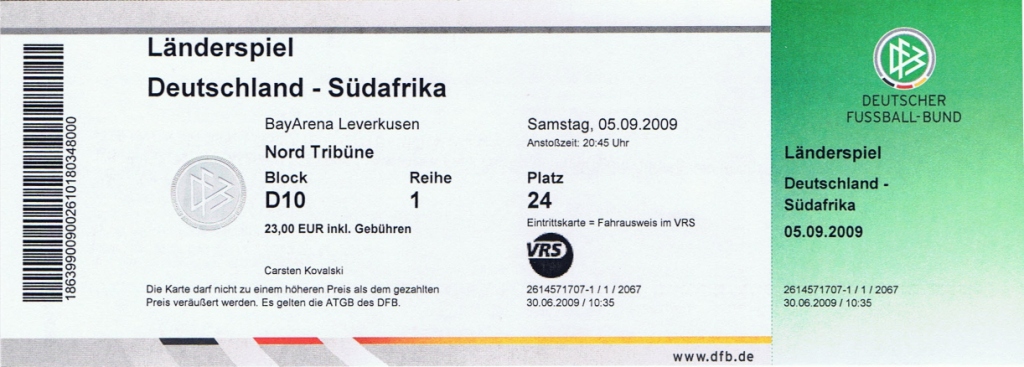 Länderspiel
Deutschland - Südafrika
BayArena Leverkusen
Samstag, 05.09.2009
Anstoßzeit: 20:45 Uhr
Nord Tribüne
Block Reihe Platz
D10 1 24
23,00 EUR inkl. Gebühren
Eintrittskarte = Fahrausweis im VRS
VRS
Carsten Kovalski
Die Karte darf nicht zu einem höheren Preis als dem gezahlten
Preis veräußert werden. Es gelten die ATGB des DFB.
2614571707-1 / 1 / 2067
30.06.2009 / 10:35
www.dfb.de
186399009002610180348000
DFB
DFB
DEUTSCHER
FUSSBALL-BUND
Länderspiel
Deutschland -
Südafrika
05.09.2009
2614571707-1 / 1 / 2067
30.06.2009 / 10:35